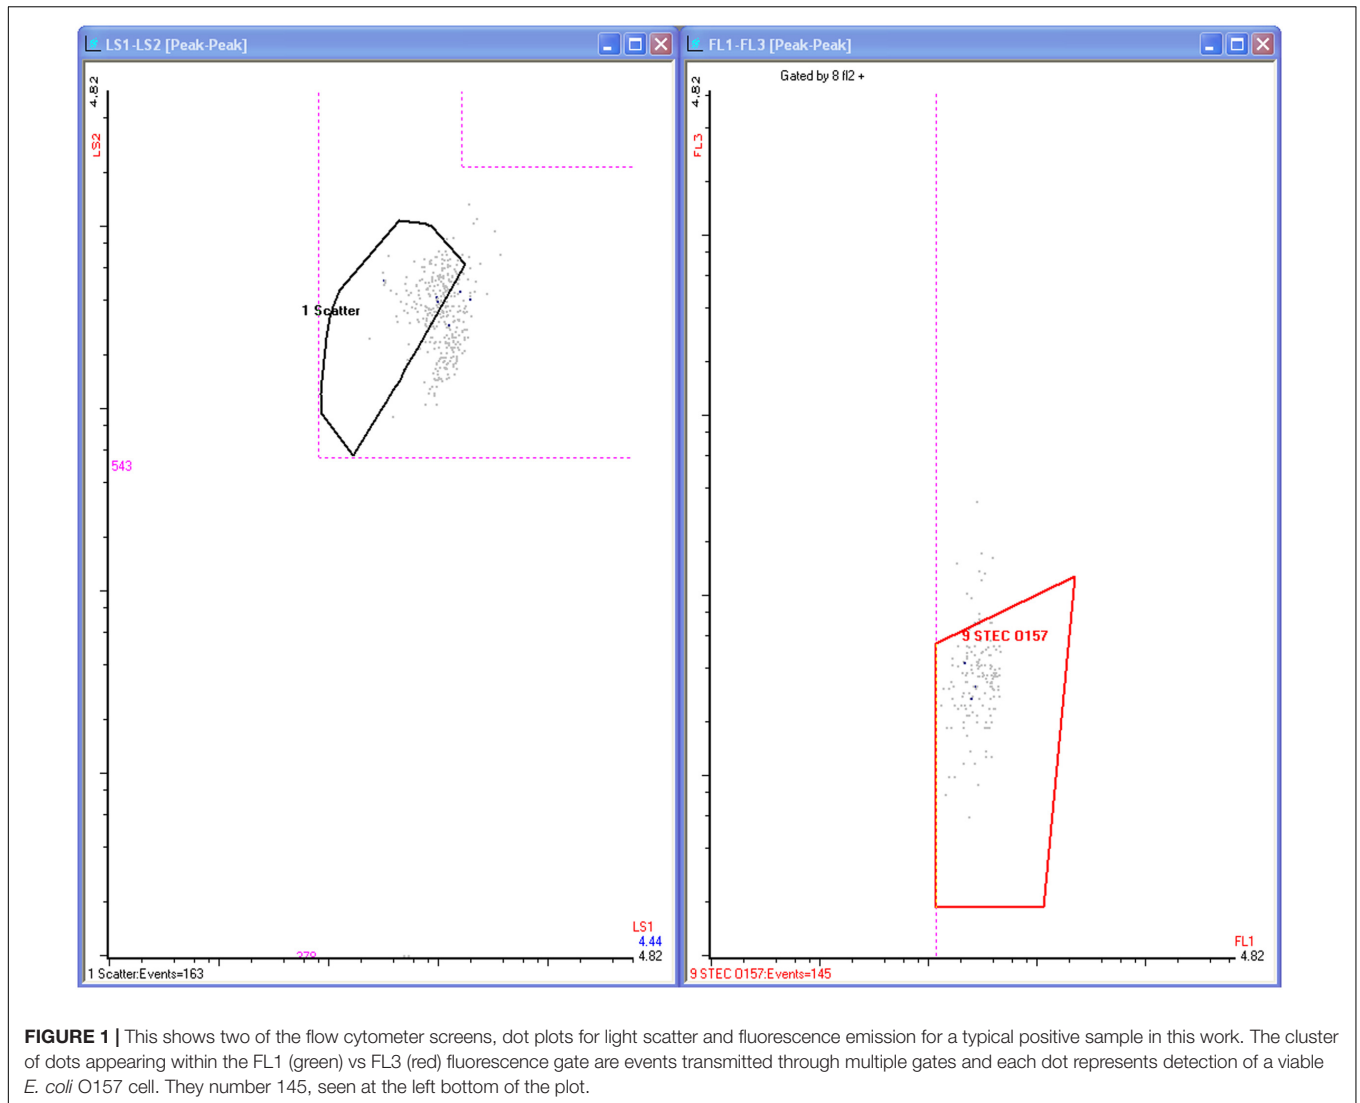 LS1-LS2 [Peak-Peak]
4.82
LS2
1 Scatter
543
LS1
4.44
378
4.82
1 Scatter:Events=163
FL1-FL3 [Peak-Peak]
Gated by 8 fl2 +
4.82
FL3
9 STEC O157
FL1
4.82
9 STEC O157:Events=145
FIGURE 1 | This shows two of the flow cytometer screens, dot plots for light scatter and fluorescence emission for a typical positive sample in this work. The cluster
of dots appearing within the FL1 (green) vs FL3 (red) fluorescence gate are events transmitted through multiple gates and each dot represents detection of a viable
E. coli O157 cell. They number 145, seen at the left bottom of the plot.